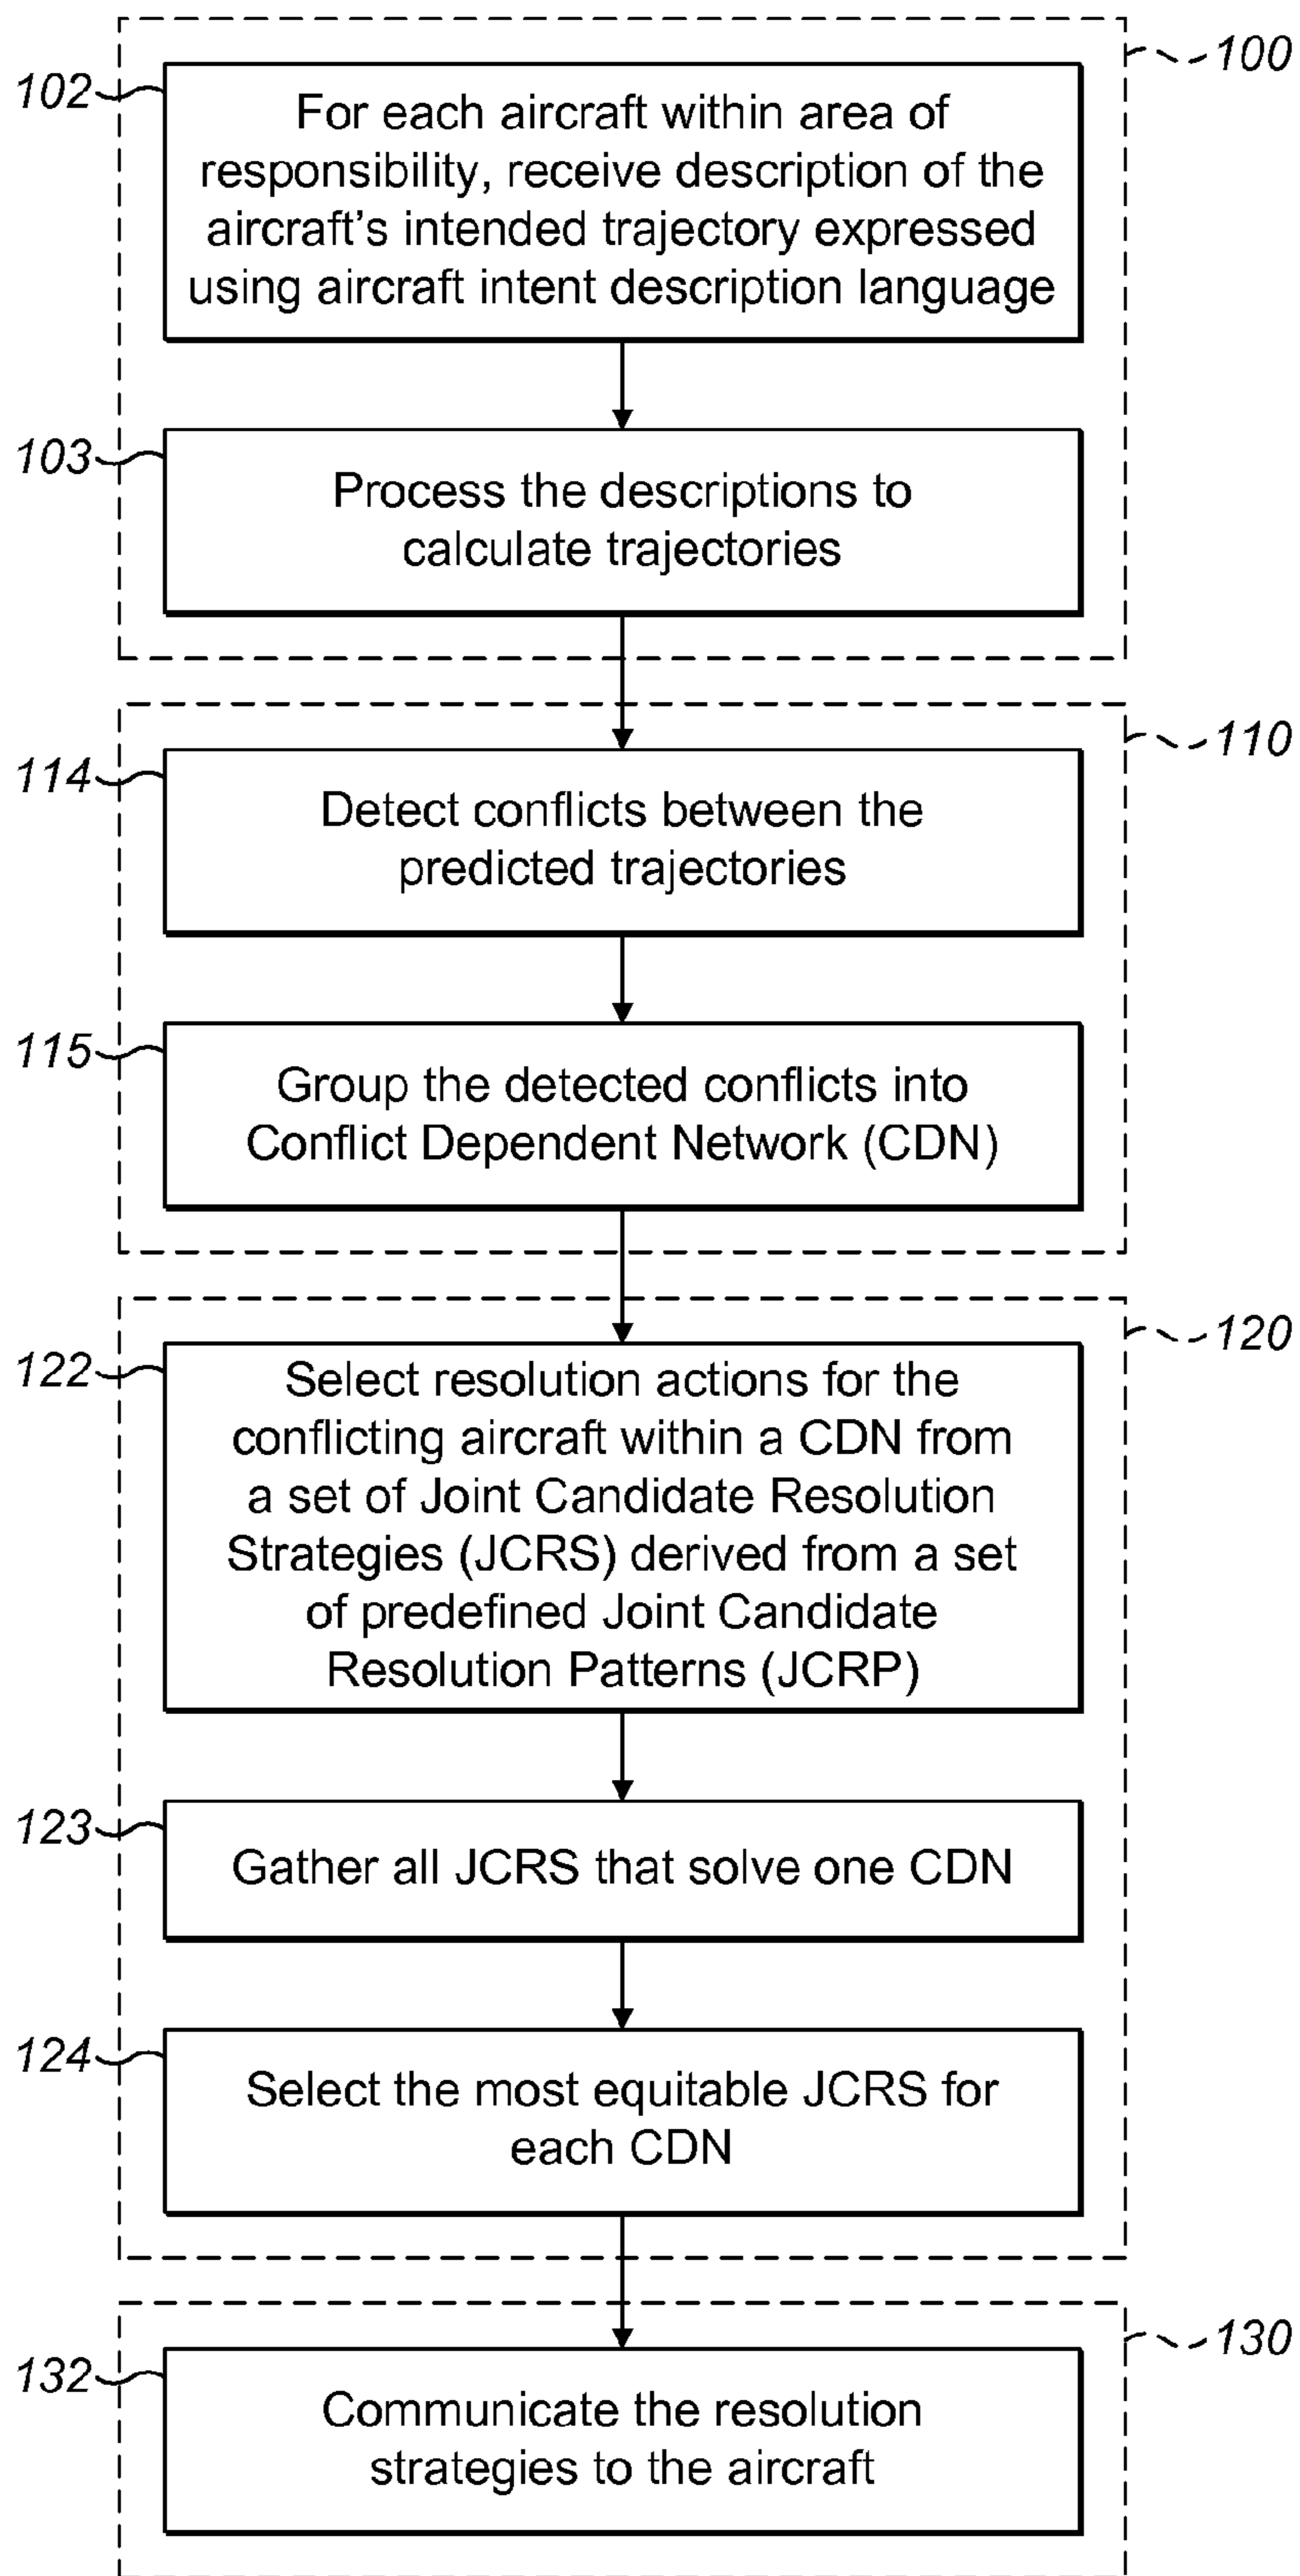 100
102
For each aircraft within area of
responsibility, receive description of the
aircraft's intended trajectory expressed
using aircraft intent description language
103
Process the descriptions to
calculate trajectories
110
114
Detect conflicts between the
predicted trajectories
115
Group the detected conflicts into
Conflict Dependent Network (CDN)
120
122
Select resolution actions for the
conflicting aircraft within a CDN from
a set of Joint Candidate Resolution
Strategies (JCRS) derived from a set
of predefined Joint Candidate
Resolution Patterns (JCRP)
123
Gather all JCRS that solve one CDN
124
Select the most equitable JCRS for
each CDN
130
132
Communicate the resolution
strategies to the aircraft